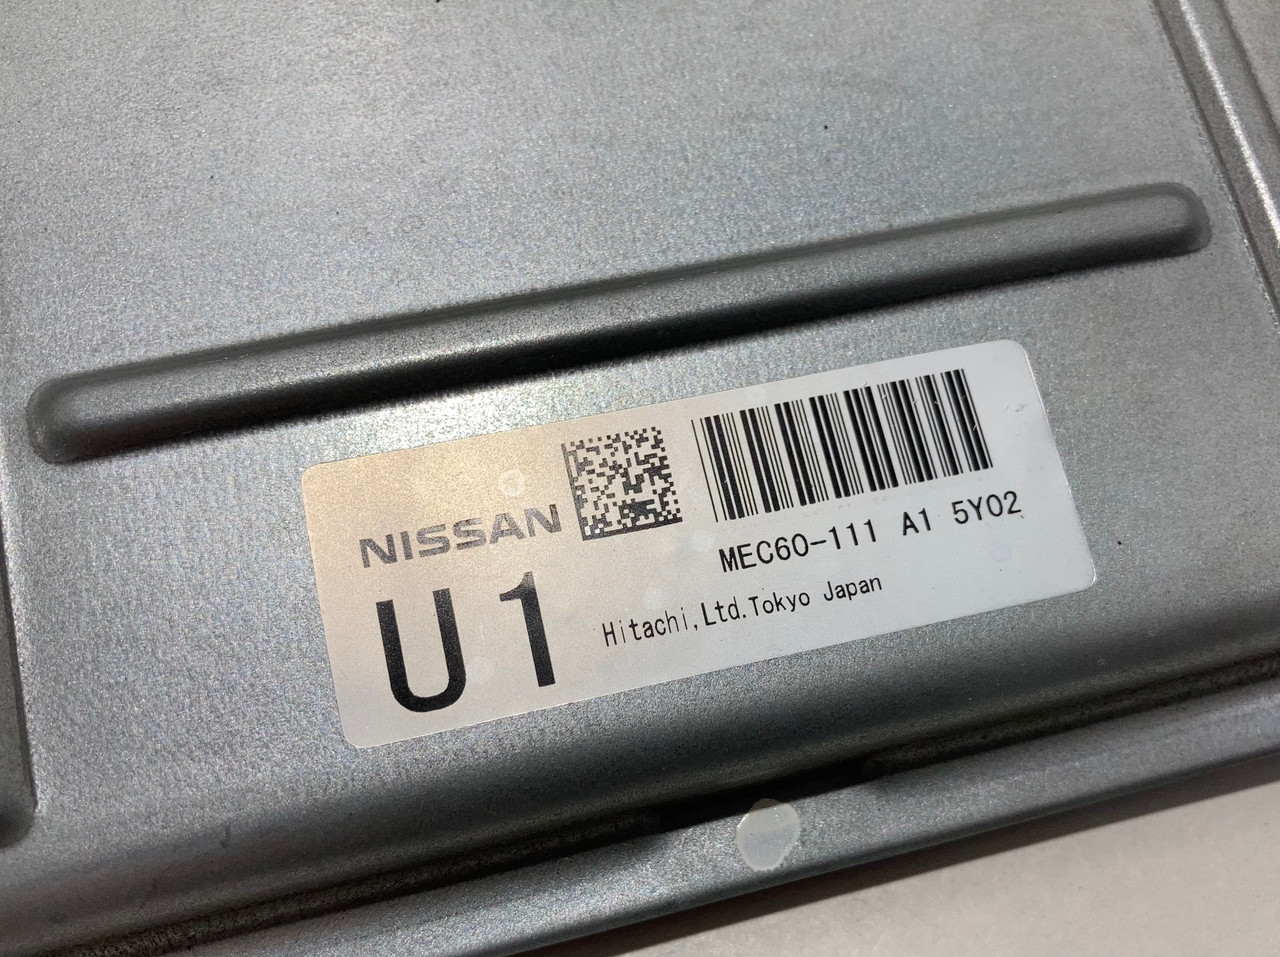 NISSAN
MEC60-111 A1 5Y02
U1
Hitachi,Ltd.Tokyo Japan